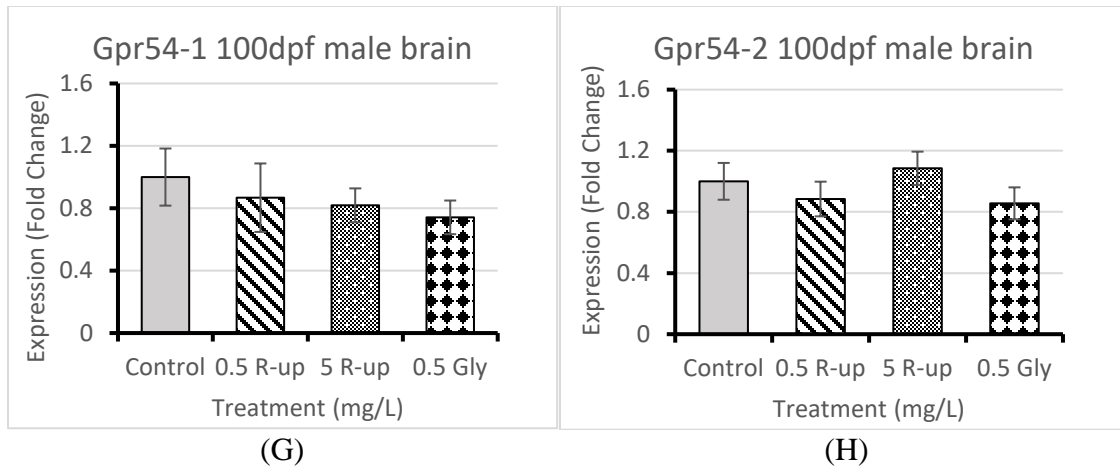 Gpr54-1 100dpf male brain
Expression (Fold Change)
1.6
1.2
0.8
0.4
0
Control 0.5 R-up 5 R-up 0.5 Gly
Treatment (mg/L)
(G)
Gpr54-2 100dpf male brain
Expression (Fold Change)
1.6
1.2
0.8
0.4
0
Control 0.5 R-up 5 R-up 0.5 Gly
Treatment (mg/L)
(H)